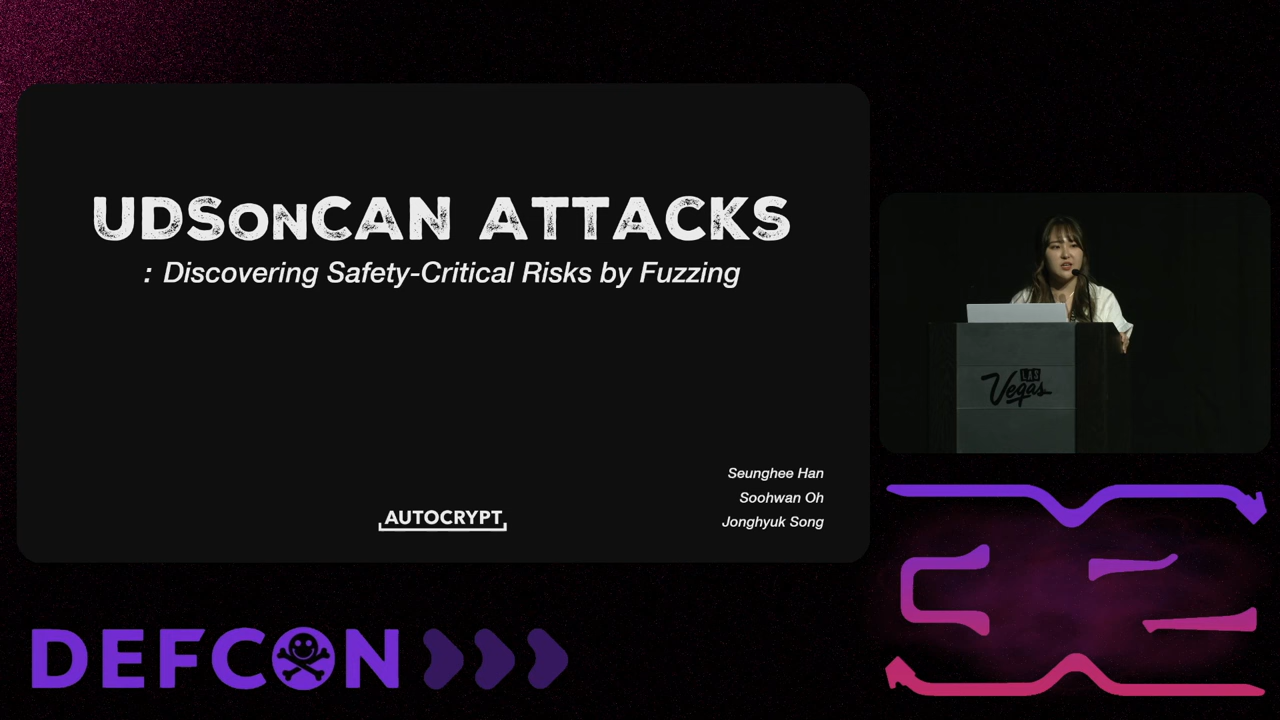 UDSonCAN ATTACKS
: Discovering Safety-Critical Risks by Fuzzing
Seunghee Han
Soohwan Oh
Jonghyuk Song
AUTOCRYPT
LAS
Vegas
DEFCON